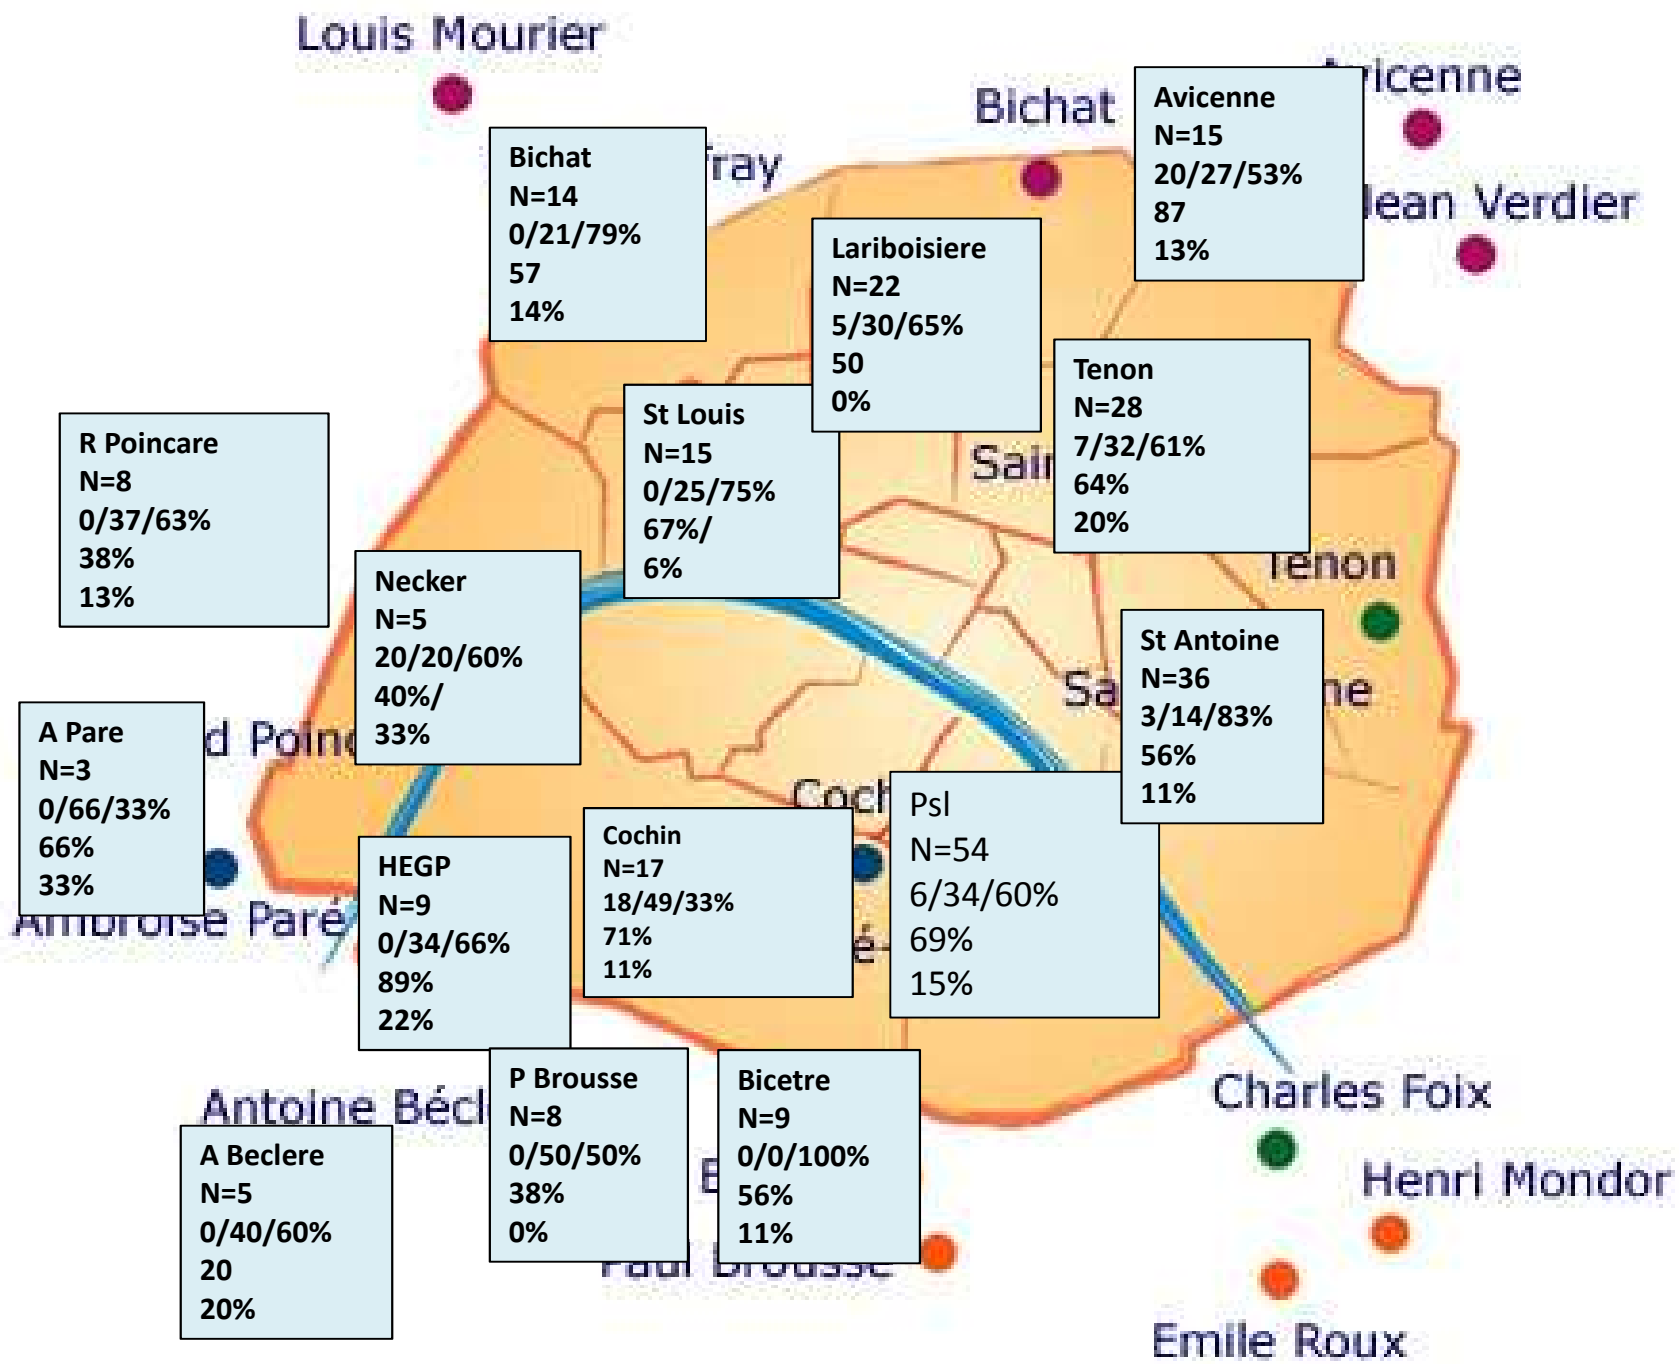 Louis Mourier
Bichat
Avicenne
N=15
20/27/53%
87
13%
Bichat
N=14
0/21/79%
57
14%
Lariboisiere
N=22
5/30/65%
50
0%
Jean Verdier
Tenon
N=28
7/32/61%
64%
20%
St Louis
N=15
0/25/75%
67%/
6%
R Poincare
N=8
0/37/63%
38%
13%
Necker
N=5
20/20/60%
40%/
33%
Tenon
St Antoine
N=36
3/14/83%
56%
11%
A Pare
N=3
0/66/33%
66%
33%
Ambroise Paré
HEGP
N=9
0/34/66%
89%
22%
Cochin
N=17
18/49/33%
71%
11%
Psl
N=54
6/34/60%
69%
15%
Antoine
P Brousse
N=8
0/50/50%
38%
0%
Bicetre
N=9
0/0/100%
56%
11%
A Beclere
N=5
0/40/60%
20
20%
Paul Brousse
Charles Foix
Henri Mondor
Emile Roux